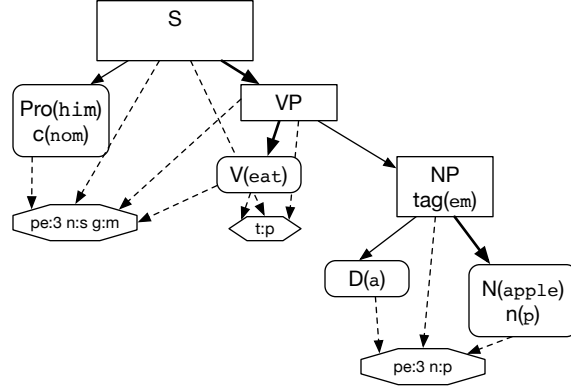 S
Pro(him)
c(nom)
VP
V(eat)
NP
tag(em)
pe:3 n:s g:m
t:p
D(a)
N(apple)
n(p)
pe:3 n:p